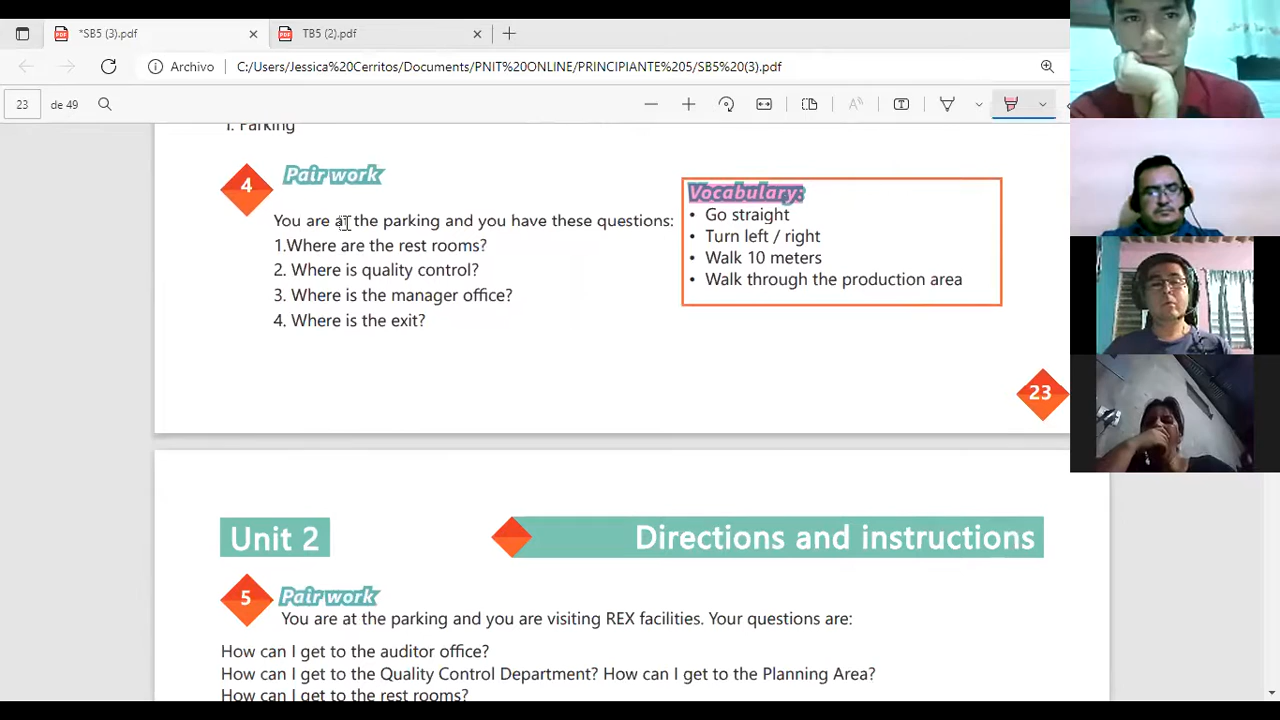 *SB5 (3).pdf
TB5 (2).pdf
Archivo
C:/Users/Jessica%20Cerritos/Documents/PNIT%20ONLINE/PRINCIPIANTE%205/SB5%20(3).pdf
23 de 49
1. Parking
4
Pair work
You are at the parking and you have these questions:
1.Where are the rest rooms?
2. Where is quality control?
3. Where is the manager office?
4. Where is the exit?
Vocabulary:
• Go straight
• Turn left / right
• Walk 10 meters
• Walk through the production area
23
Unit 2
Directions and instructions
5
Pair work
You are at the parking and you are visiting REX facilities. Your questions are:
How can I get to the auditor office?
How can I get to the Quality Control Department? How can I get to the Planning Area?
How can I get to the rest rooms?